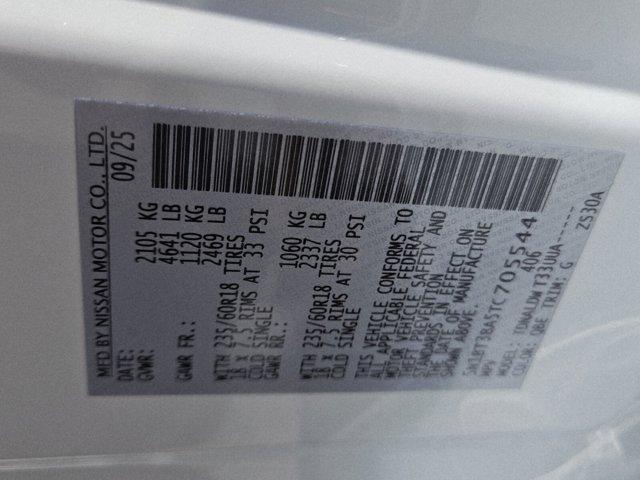 MFD BY NISSAN MOTOR CO., LTD.
DATE: 09/25
GVWR: 2105 KG
4641 LB
GAWR FR.: 1120 KG
2469 LB
WITH 235/60R18 TIRES
18 x 7.5 RIMS AT 33 PSI
COLD SINGLE
GAWR RR.: 1060 KG
2337 LB
WITH 235/60R18 TIRES
18 x 7.5 RIMS AT 30 PSI
COLD SINGLE
THIS VEHICLE CONFORMS TO
ALL APPLICABLE FEDERAL
MOTOR VEHICLE SAFETY AND
THEFT PREVENTION
STANDARDS IN EFFECT ON
THE DATE OF MANUFACTURE
SHOWN ABOVE.
705544
MPV 406
MODEL:
COLOR: QBE TRIM: G ZS30A